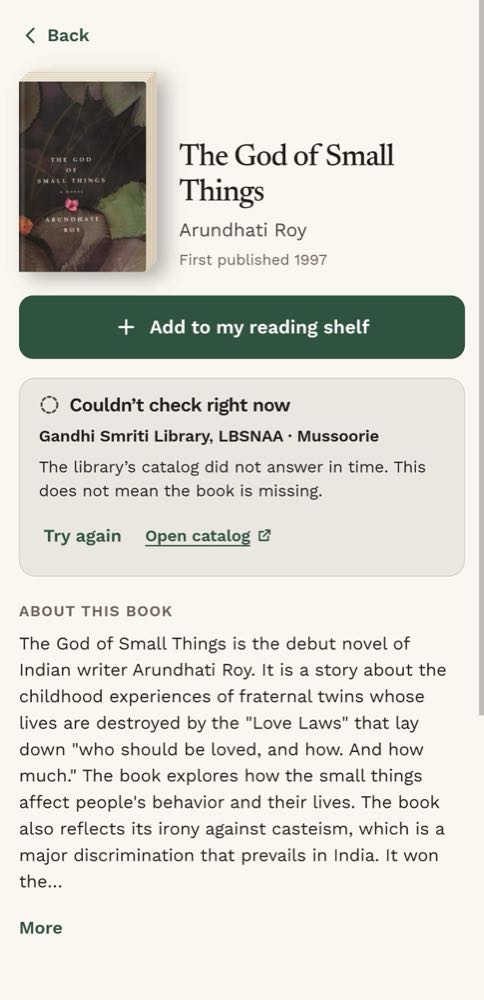 Back
THE GOD
OF
SMALL THINGS
A NOVEL
ARUNDHATI
ROY
The God of Small
Things
Arundhati Roy
First published 1997
Add to my reading shelf
Couldn’t check right now
Gandhi Smriti Library, LBSNAA · Mussoorie
The library’s catalog did not answer in time. This
does not mean the book is missing.
Try again Open catalog
ABOUT THIS BOOK
The God of Small Things is the debut novel of
Indian writer Arundhati Roy. It is a story about the
childhood experiences of fraternal twins whose
lives are destroyed by the "Love Laws" that lay
down "who should be loved, and how. And how
much." The book explores how the small things
affect people's behavior and their lives. The book
also reflects its irony against casteism, which is a
major discrimination that prevails in India. It won
the...
More